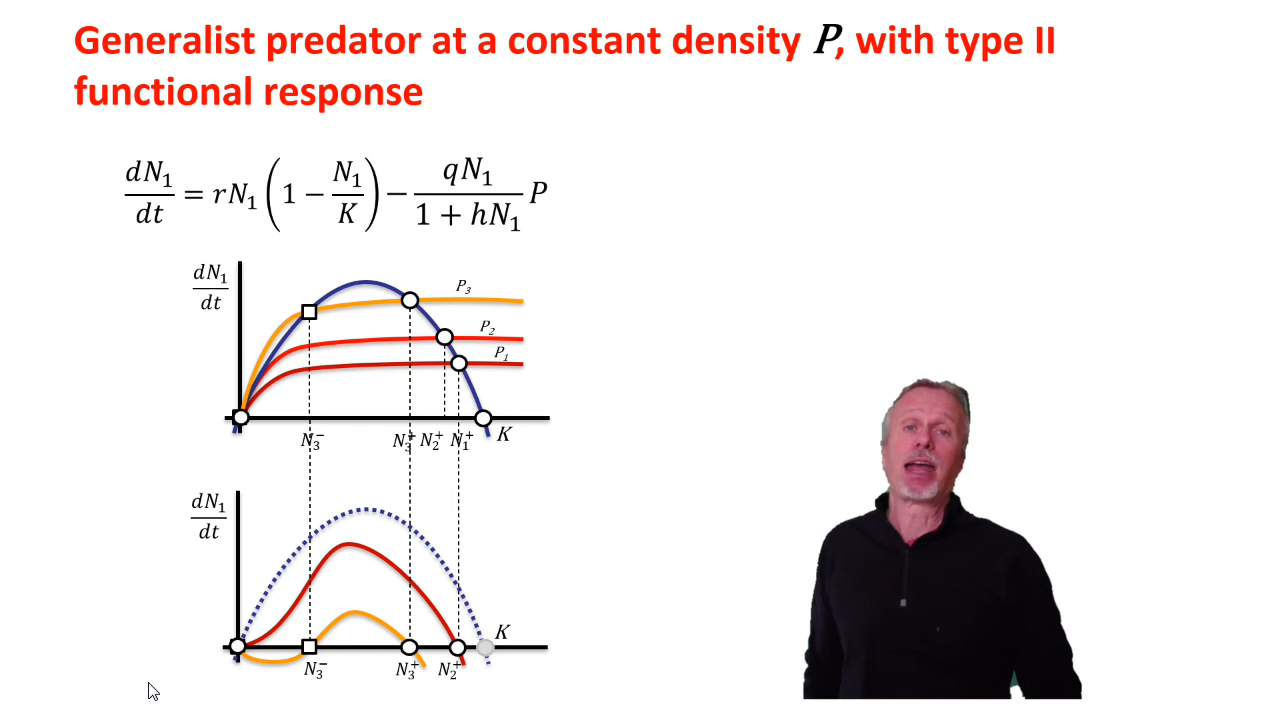 Generalist predator at a constant density P, with type II
functional response
dN₁/dt = rN₁(1 − N₁/K) − qN₁/(1 + hN₁) P
dN₁/dt
P₃
P₂
P₁
N₃⁻ N₃⁺ N₂⁺ N₁⁺ K
dN₁/dt
K
N₃⁻ N₃⁺ N₂⁺